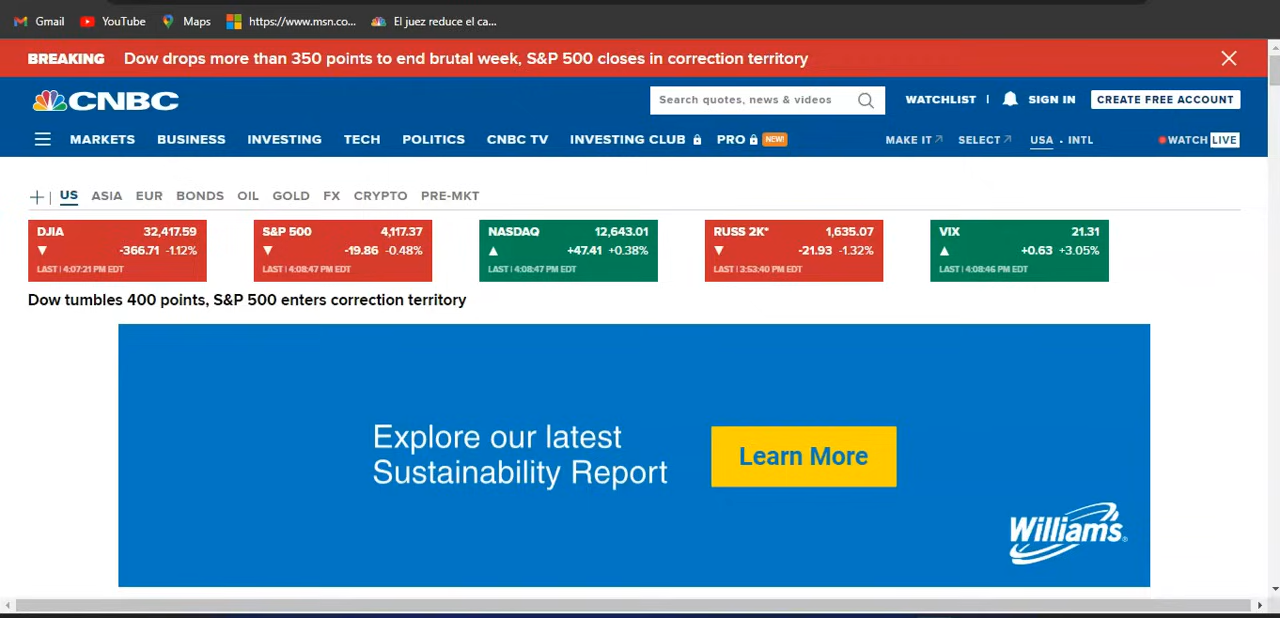 Gmail YouTube Maps https://www.msn.co... El juez reduce el ca...
BREAKING Dow drops more than 350 points to end brutal week, S&P 500 closes in correction territory
CNBC Search quotes, news & videos WATCHLIST | SIGN IN CREATE FREE ACCOUNT
MARKETS BUSINESS INVESTING TECH POLITICS CNBC TV INVESTING CLUB PRO NEW! MAKE IT SELECT USA • INTL WATCH LIVE
+ | US ASIA EUR BONDS OIL GOLD FX CRYPTO PRE-MKT
DJIA 32,417.59
▼ -366.71 -1.12%
LAST | 4:07:21 PM EDT
S&P 500 4,117.37
▼ -19.86 -0.48%
LAST | 4:08:47 PM EDT
NASDAQ 12,643.01
▲ +47.41 +0.38%
LAST | 4:08:47 PM EDT
RUSS 2K* 1,635.07
▼ -21.93 -1.32%
LAST | 3:53:40 PM EDT
VIX 21.31
▲ +0.63 +3.05%
LAST | 4:08:46 PM EDT
Dow tumbles 400 points, S&P 500 enters correction territory
Explore our latest
Sustainability Report
Learn More
Williams®